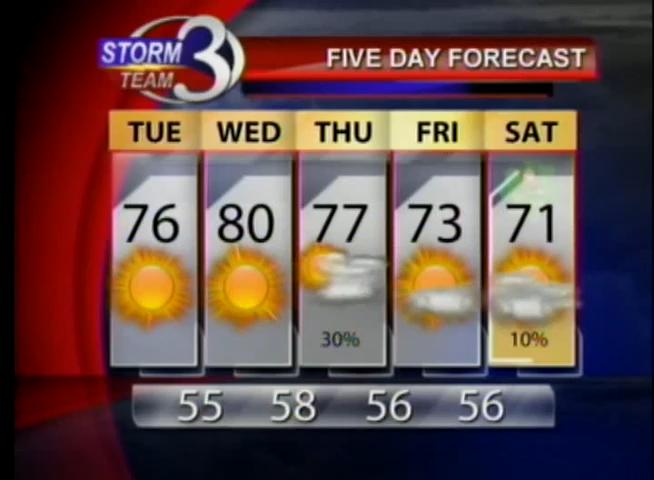 STORM 3
TEAM
FIVE DAY FORECAST
TUE WED THU FRI SAT
76 80 77 73 71
30% 10%
55 58 56 56